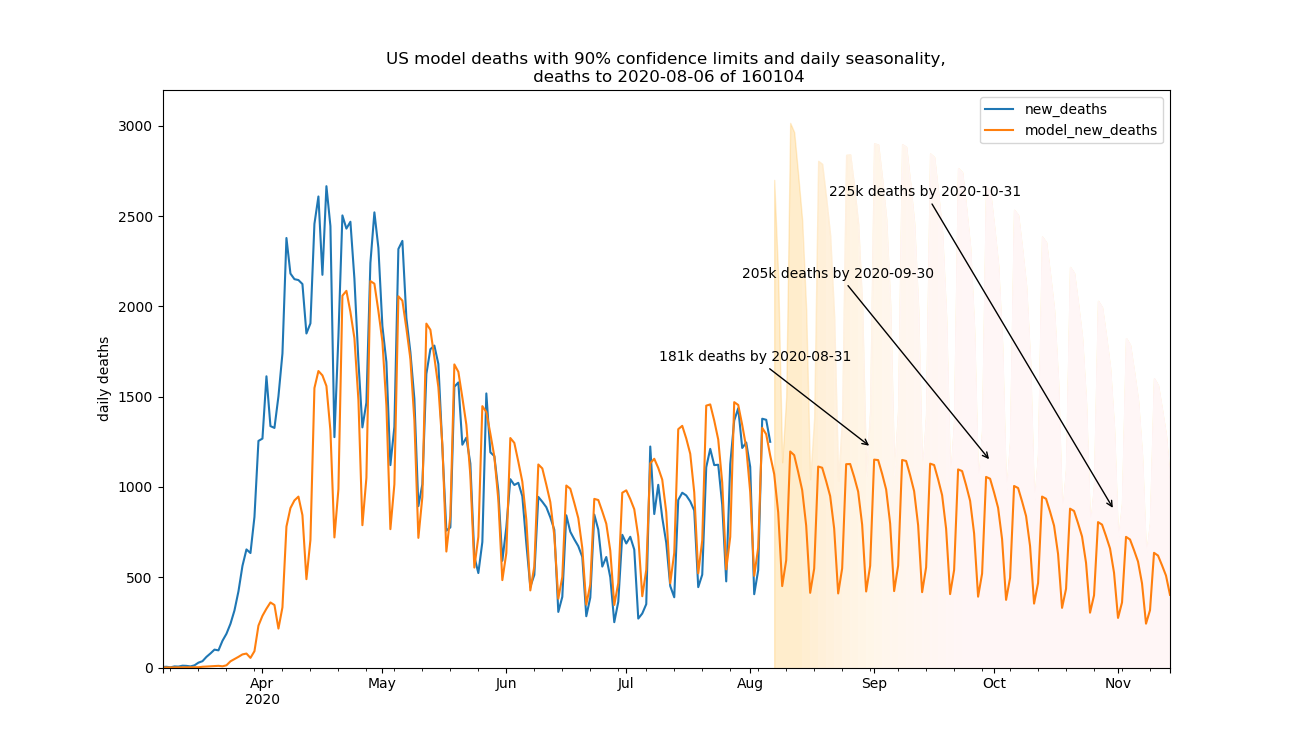 US model deaths with 90% confidence limits and daily seasonality,
deaths to 2020-08-06 of 160104
new_deaths
model_new_deaths
daily deaths
3000
2500
2000
1500
1000
500
0
225k deaths by 2020-10-31
205k deaths by 2020-09-30
181k deaths by 2020-08-31
Apr May Jun Jul Aug Sep Oct Nov
2020